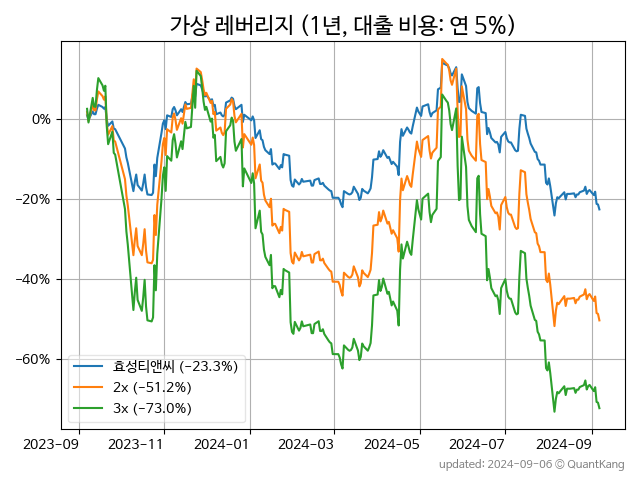 가상 레버리지 (1년, 대출 비용: 연 5%)
0%
−20%
−40%
−60%
효성티앤씨 (−23.3%)
2x (−51.2%)
3x (−73.0%)
2023-09 2023-11 2024-01 2024-03 2024-05 2024-07 2024-09
updated: 2024-09-06 © QuantKang